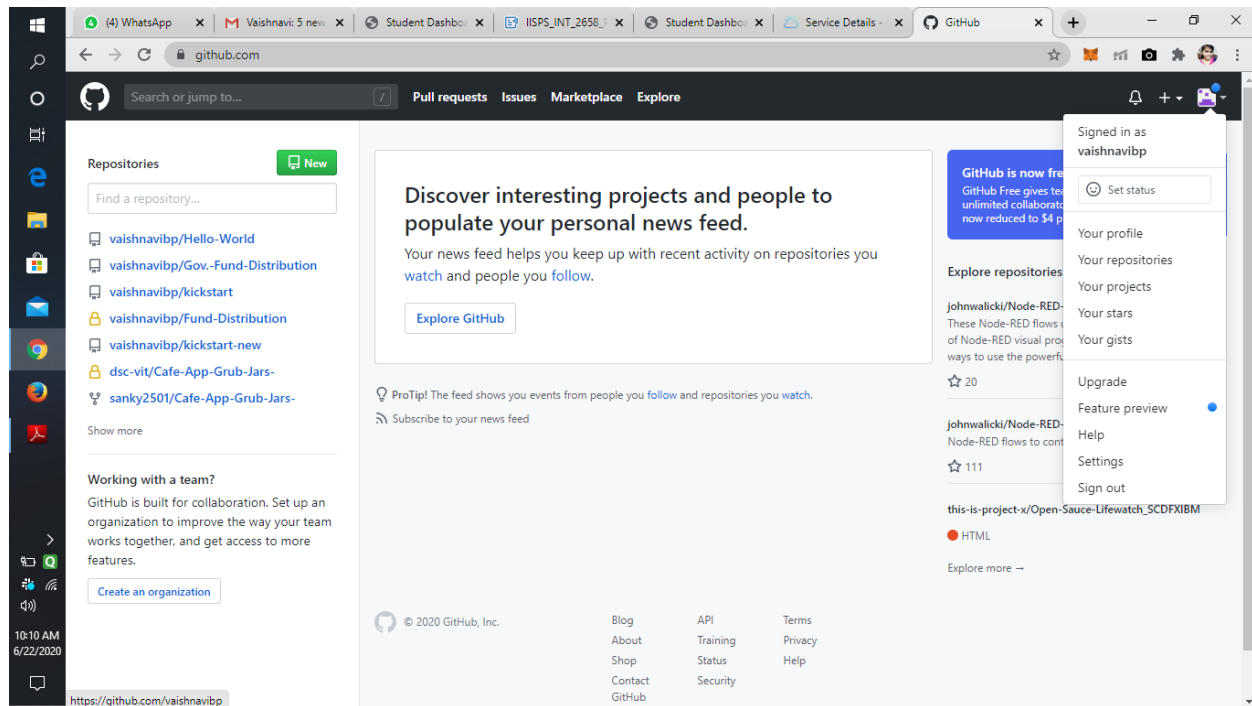 (4) WhatsApp
Vaishnavi: 5 new
Student Dashboa
IISPS_INT_2658_
Student Dashboa
Service Details -
GitHub
github.com
Search or jump to...
/
Pull requests Issues Marketplace Explore
Repositories
New
Find a repository...
vaishnavibp/Hello-World
vaishnavibp/Gov.-Fund-Distribution
vaishnavibp/kickstart
vaishnavibp/Fund-Distribution
vaishnavibp/kickstart-new
dsc-vit/Cafe-App-Grub-Jars-
sanky2501/Cafe-App-Grub-Jars-
Show more
Working with a team?
GitHub is built for collaboration. Set up an
organization to improve the way your team
works together, and get access to more
features.
Create an organization
Discover interesting projects and people to
populate your personal news feed.
Your news feed helps you keep up with recent activity on repositories you
watch and people you follow.
Explore GitHub
ProTip! The feed shows you events from people you follow and repositories you watch.
Subscribe to your news feed
GitHub is now fre
GitHub Free gives tea
unlimited collaborato
now reduced to $4 p
Explore repositories
johnwalicki/Node-RED-
These Node-RED flows u
of Node-RED visual prog
ways to use the powerfu
20
johnwalicki/Node-RED-
Node-RED flows to cont
111
this-is-project-x/Open-Sauce-Lifewatch_SCDFXIBM
HTML
Explore more →
Signed in as
vaishnavibp
Set status
Your profile
Your repositories
Your projects
Your stars
Your gists
Upgrade
Feature preview
Help
Settings
Sign out
© 2020 GitHub, Inc.
Blog
About
Shop
Contact
GitHub
API
Training
Status
Security
Terms
Privacy
Help
10:10 AM
6/22/2020
https://github.com/vaishnavibp